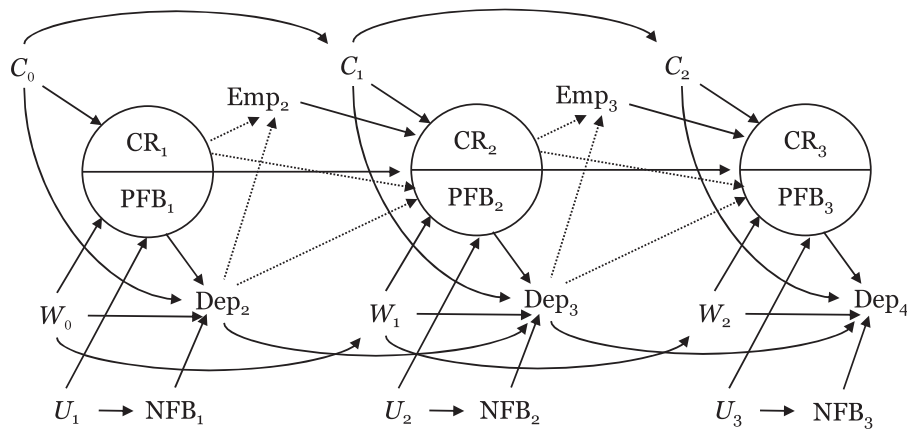 C₀ C₁ C₂
Emp₂ Emp₃
CR₁ CR₂ CR₃
PFB₁ PFB₂ PFB₃
Dep₂ Dep₃ Dep₄
W₀ W₁ W₂
U₁ NFB₁ U₂ NFB₂ U₃ NFB₃